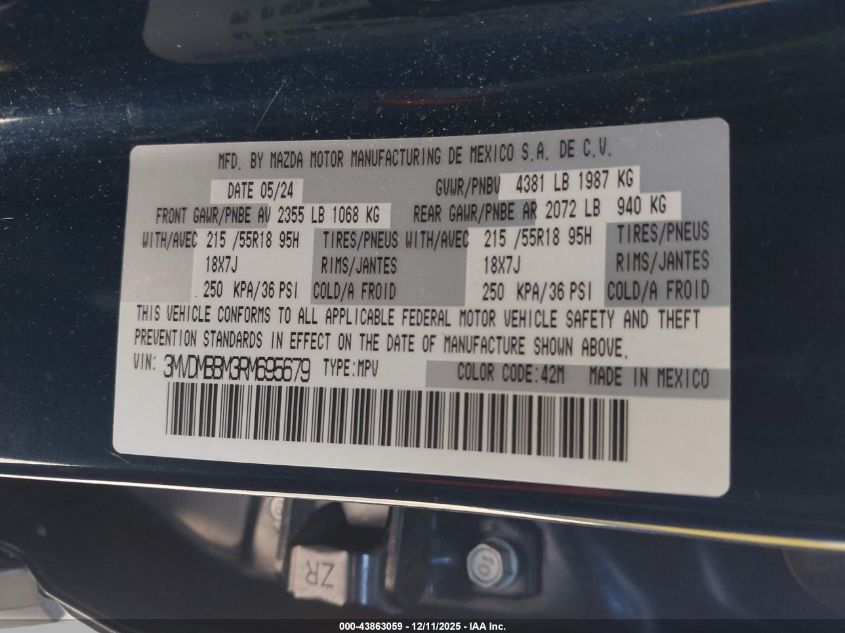 MFD. BY MAZDA MOTOR MANUFACTURING DE MEXICO S.A. DE C.V.
DATE 05/24 GVWR/PNBV 4381 LB 1987 KG
FRONT GAWR/PNBE AV 2355 LB 1068 KG REAR GAWR/PNBE AR 2072 LB 940 KG
WITH/AVEC 215 /55R18 95H TIRES/PNEUS WITH/AVEC 215 /55R18 95H TIRES/PNEUS
18X7J RIMS/JANTES 18X7J RIMS/JANTES
250 KPA/36 PSI COLD/A FROID 250 KPA/36 PSI COLD/A FROID
THIS VEHICLE CONFORMS TO ALL APPLICABLE FEDERAL MOTOR VEHICLE SAFETY AND THEFT
PREVENTION STANDARDS IN EFFECT ON THE DATE OF MANUFACTURE SHOWN ABOVE.
VIN: 3MVDMBBM3RM695679 TYPE:MPV COLOR CODE:42M MADE IN MEXICO
ZR
10
000-43863059 - 12/11/2025 - IAA Inc.